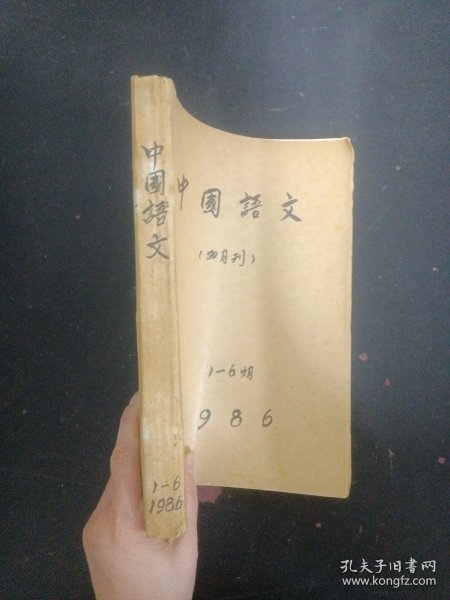 中國語文
1-6
1986
中國語文
(双月刊)
1-6期
986
孔夫子旧书网
www.kongfz.com